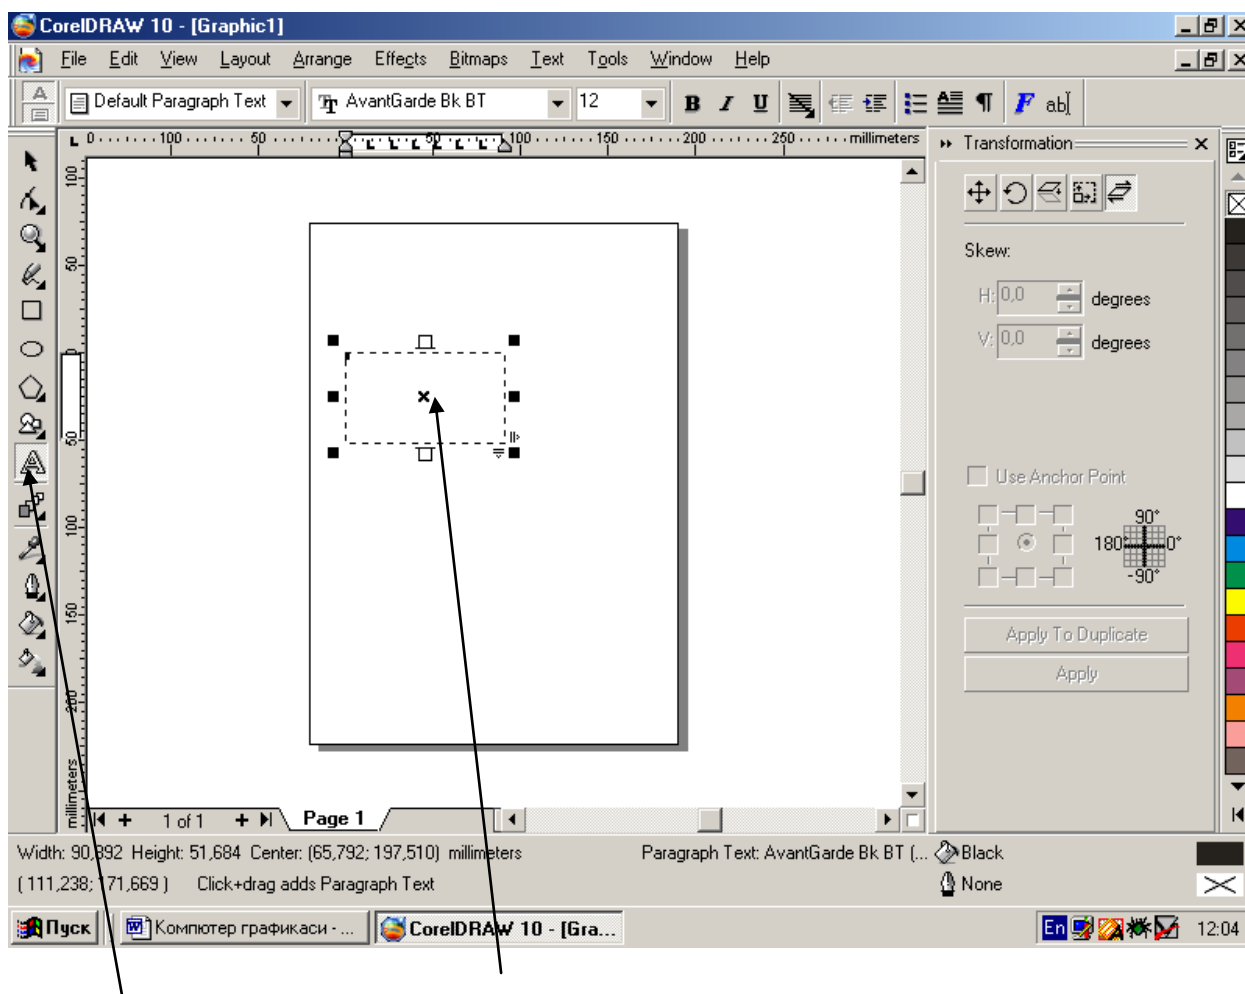 CorelDRAW 10 - [Graphic1]
File Edit View Layout Arrange Effects Bitmaps Text Tools Window Help
Default Paragraph Text AvantGarde Bk BT 12 B I U F ab
0 100 50 0 50 100 150 200 250 millimeters
Transformation
100
50
0
50
100
150
200
millimeters
Skew:
H: 0,0 degrees
V: 0,0 degrees
Use Anchor Point
90°
180° 0°
-90°
Apply To Duplicate
Apply
1 of 1 Page 1
Width: 90,892 Height: 51,684 Center: (65,792; 197,510) millimeters Paragraph Text: AvantGarde Bk BT (... Black
( 111,238; 171,669 ) Click+drag adds Paragraph Text None
Пуск Компютер графикаси - ... CorelDRAW 10 - [Gra... En 12:04